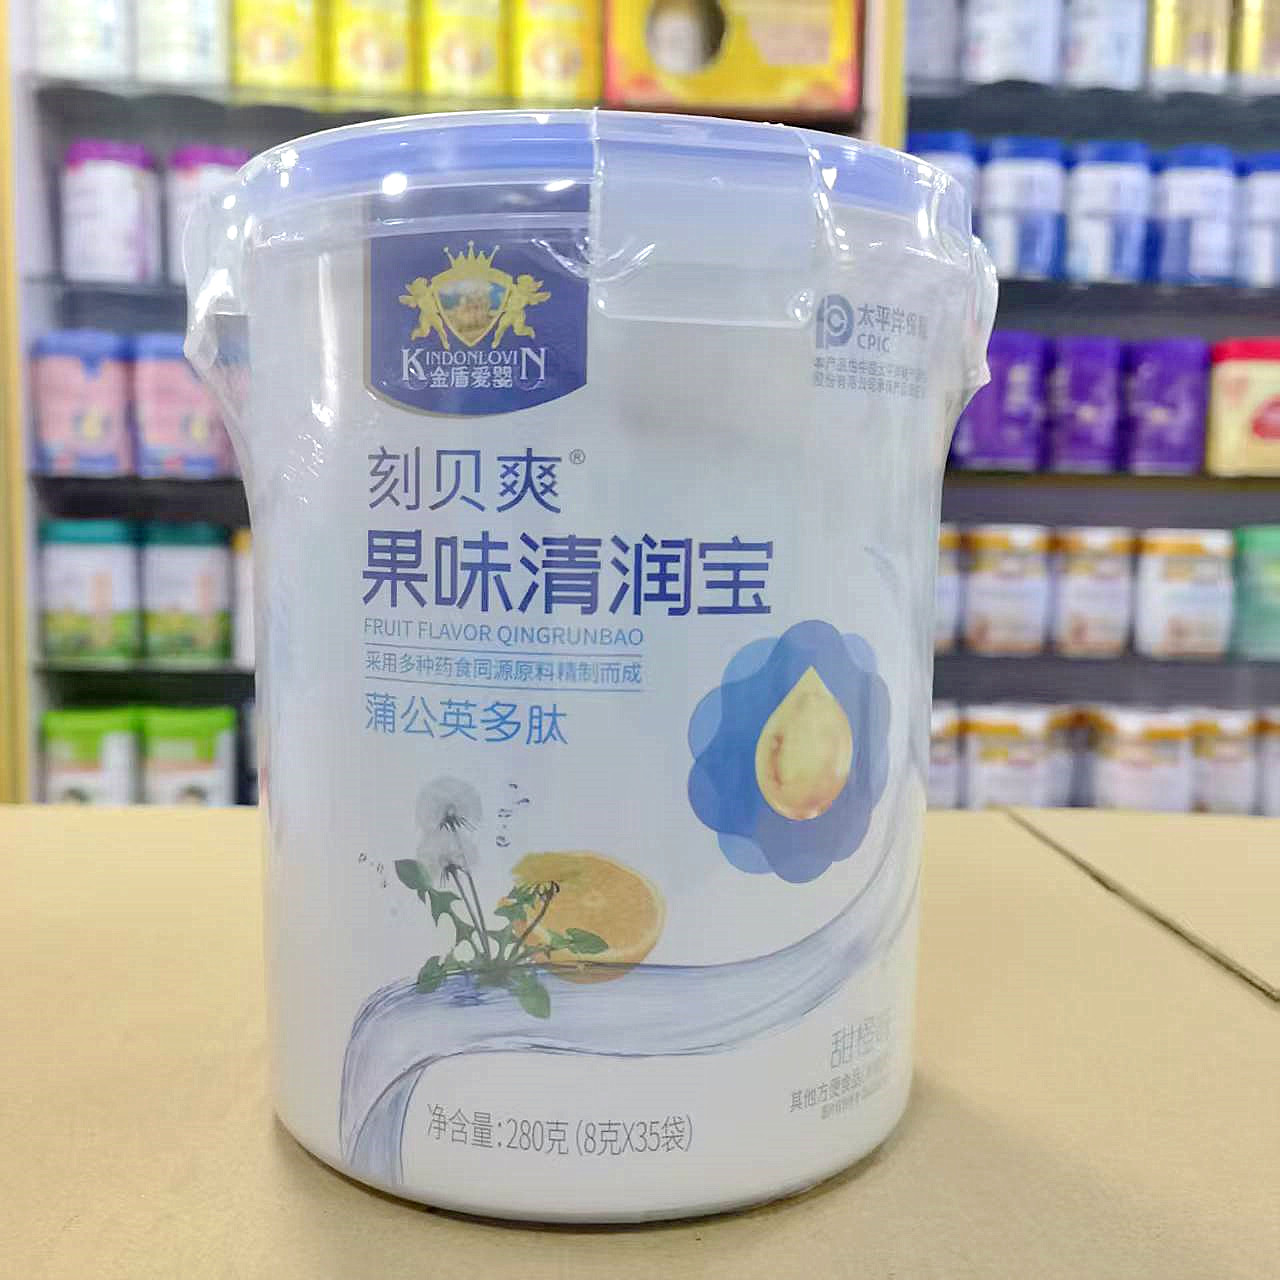 KINDONLOVIN
金盾爱婴
太平洋保险
CPIC
刻贝爽®
果味清润宝
FRUIT FLAVOR QINGRUNBAO
采用多种药食同源原料精制而成
蒲公英多肽
甜橙味
其他方便食品
净含量:280克(8克X35袋)